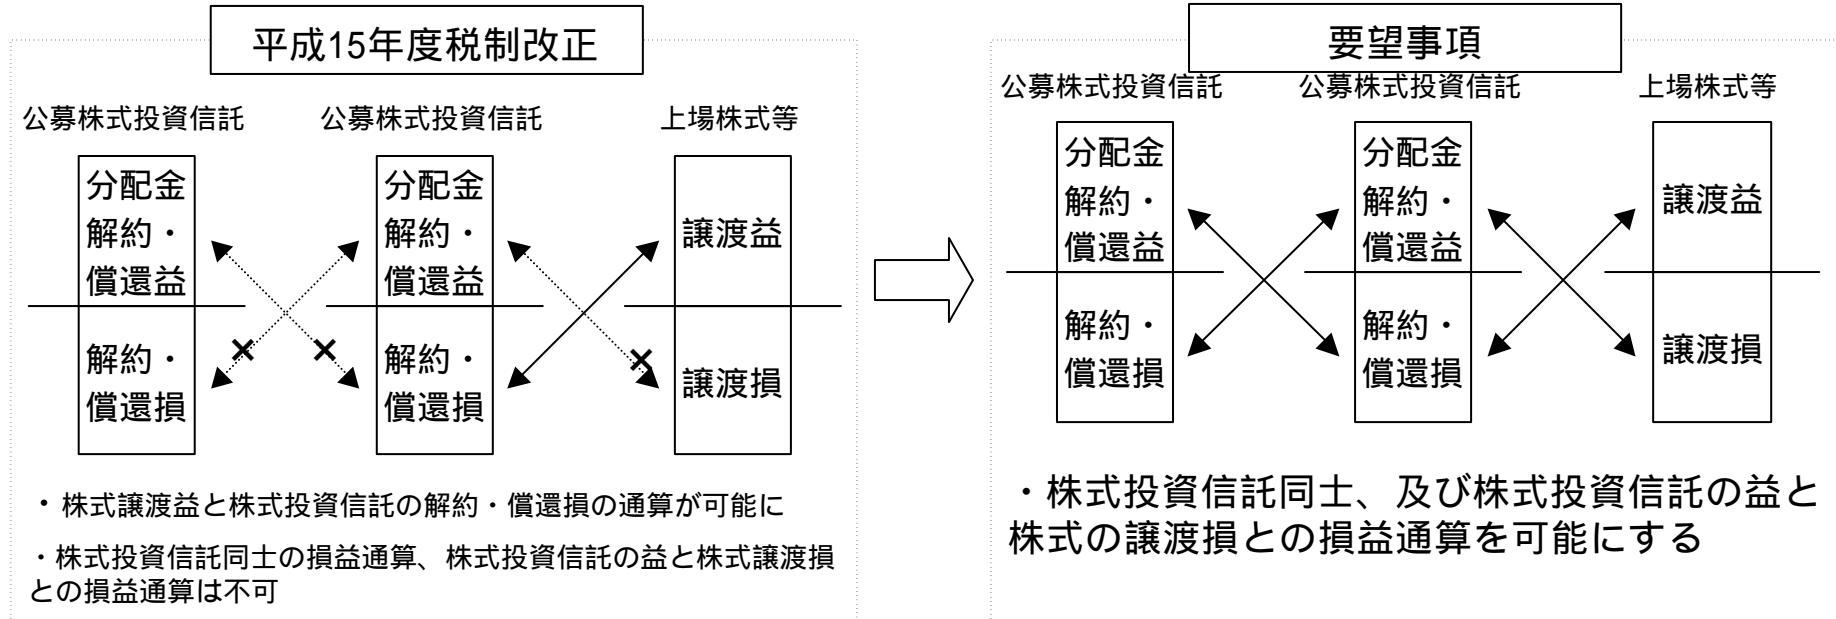 平成15年度税制改正
公募株式投資信託
公募株式投資信託
上場株式等
分配金
解約・
償還益
解約・
償還損
分配金
解約・
償還益
解約・
償還損
譲渡益
譲渡損
・株式譲渡益と株式投資信託の解約・償還損の通算が可能に
・株式投資信託同士の損益通算、株式投資信託の益と株式譲渡損
との損益通算は不可
要望事項
公募株式投資信託
公募株式投資信託
上場株式等
分配金
解約・
償還益
解約・
償還損
分配金
解約・
償還益
解約・
償還損
譲渡益
譲渡損
・株式投資信託同士、及び株式投資信託の益と
株式の譲渡損との損益通算を可能にする